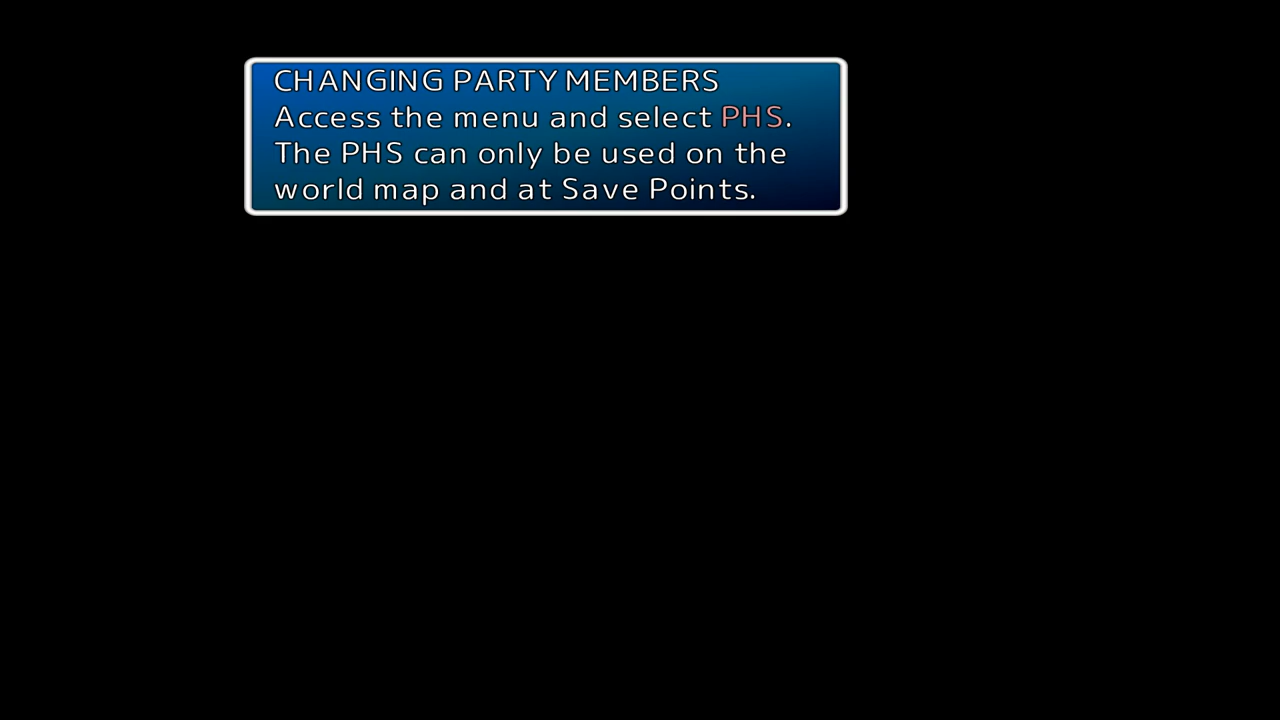 CHANGING PARTY MEMBERS
Access the menu and select PHS.
The PHS can only be used on the
world map and at Save Points.